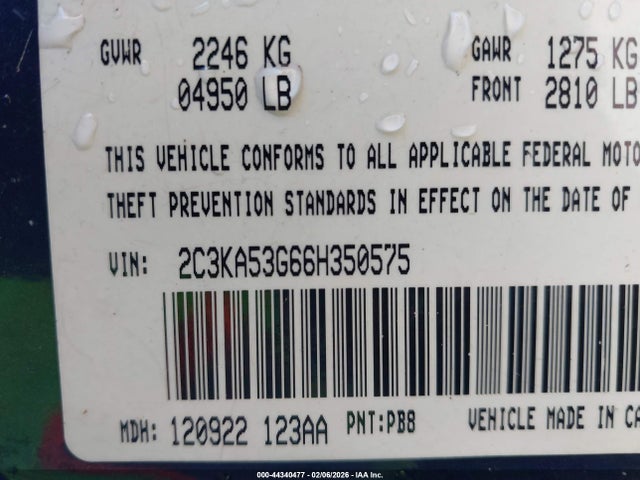 GVWR 2246 KG GAWR 1275 KG
04950 LB FRONT 2810 LB
THIS VEHICLE CONFORMS TO ALL APPLICABLE FEDERAL MOTO
THEFT PREVENTION STANDARDS IN EFFECT ON THE DATE OF
VIN: 2C3KA53G66H350575
MDH: 120922 123AA PNT:PB8 VEHICLE MADE IN CA
000-44340477 - 02/06/2026 - IAA Inc.